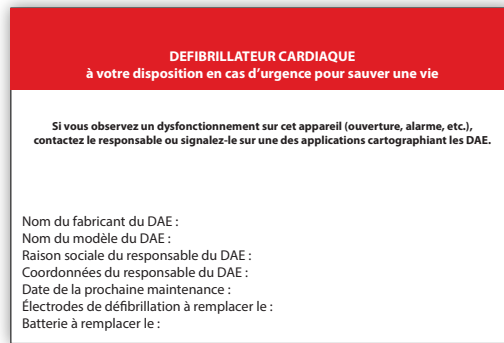 DEFIBRILLATEUR CARDIAQUE
à votre disposition en cas d'urgence pour sauver une vie
Si vous observez un dysfonctionnement sur cet appareil (ouverture, alarme, etc.),
contactez le responsable ou signalez-le sur une des applications cartographiant les DAE.
Nom du fabricant du DAE :
Nom du modèle du DAE :
Raison sociale du responsable du DAE :
Coordonnées du responsable du DAE :
Date de la prochaine maintenance :
Électrodes de défibrillation à remplacer le :
Batterie à remplacer le :